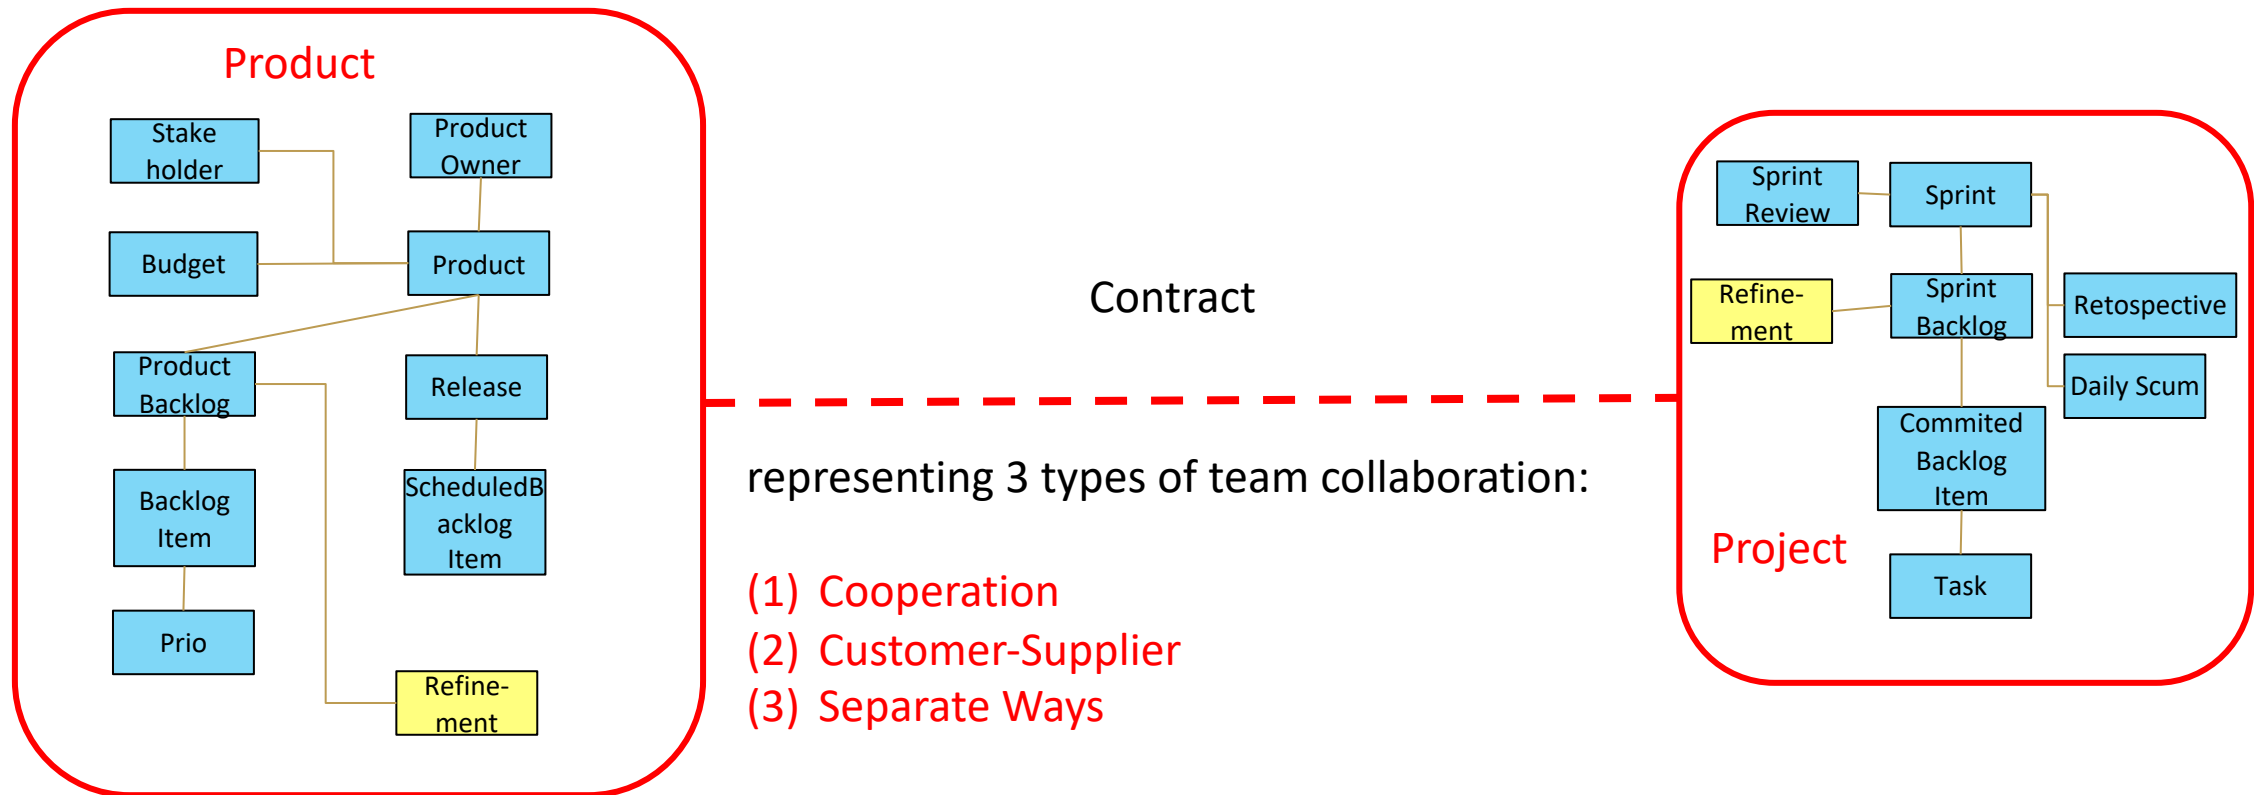 Product
Stake
holder
Product
Owner
Budget
Product
Product
Backlog
Release
Backlog
Item
ScheduledB
acklog
Item
Prio
Refine-
ment
Contract
representing 3 types of team collaboration:
(1) Cooperation
(2) Customer-Supplier
(3) Separate Ways
Sprint
Review
Sprint
Refine-
ment
Sprint
Backlog
Retospective
Daily Scum
Commited
Backlog
Item
Project
Task